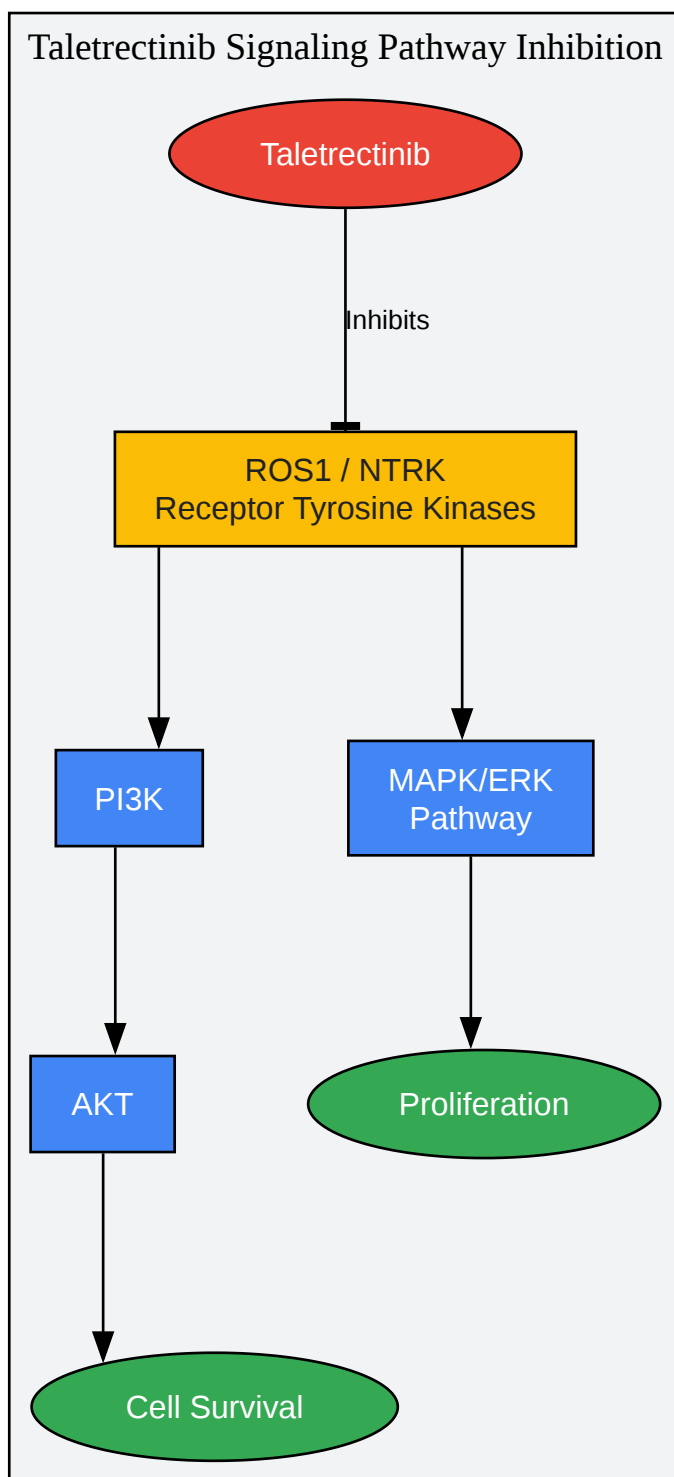 Taletrectinib Signaling Pathway Inhibition
Taletrectinib
Inhibits
ROS1 / NTRK
Receptor Tyrosine Kinases
PI3K
MAPK/ERK
Pathway
AKT
Proliferation
Cell Survival